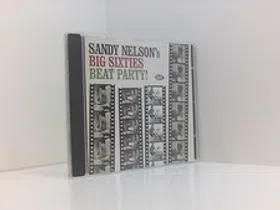 SANDY NELSON's
BIG SIXTIES
BEAT PARTY!